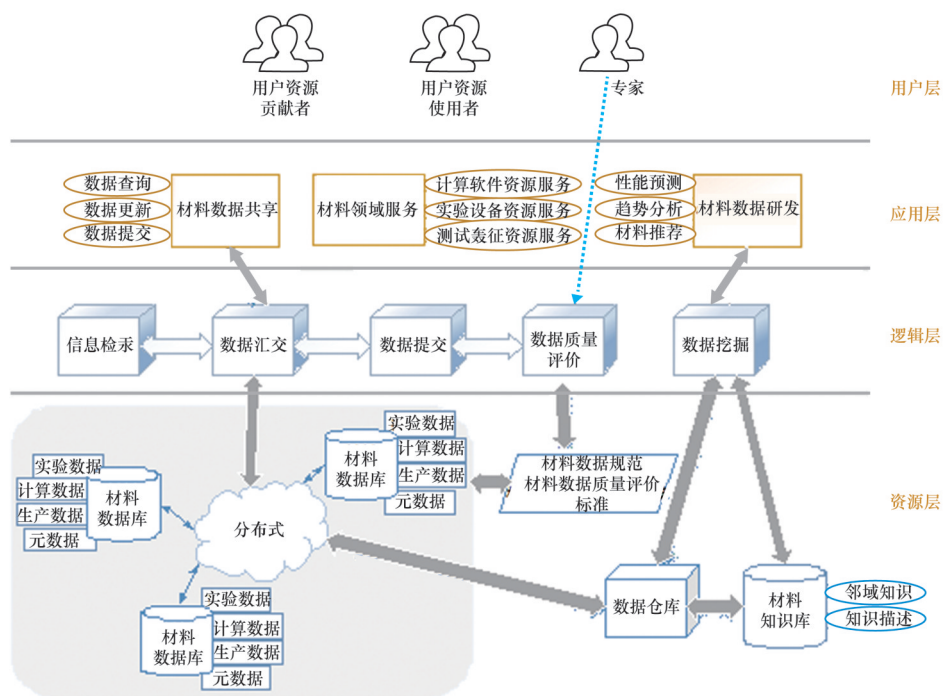 用户资源
贡献者
用户资源
使用者
专家
用户层
数据查询
数据更新
数据提交
材料数据共享
材料领域服务
计算软件资源服务
实验设备资源服务
测试轰征资源服务
性能预测
趋势分析
材料推荐
材料数据研发
应用层
信息检汞
数据汇交
数据提交
数据质量
评价
数据挖掘
逻辑层
实验数据
计算数据
生产数据
元数据
材料
数据库
实验数据
计算数据
生产数据
元数据
材料
数据库
分布式
材料
数据库
实验数据
计算数据
生产数据
元数据
材料数据规范
材料数据质量评价
标准
资源层
数据仓库
材料
知识库
邻域知识
知识描述